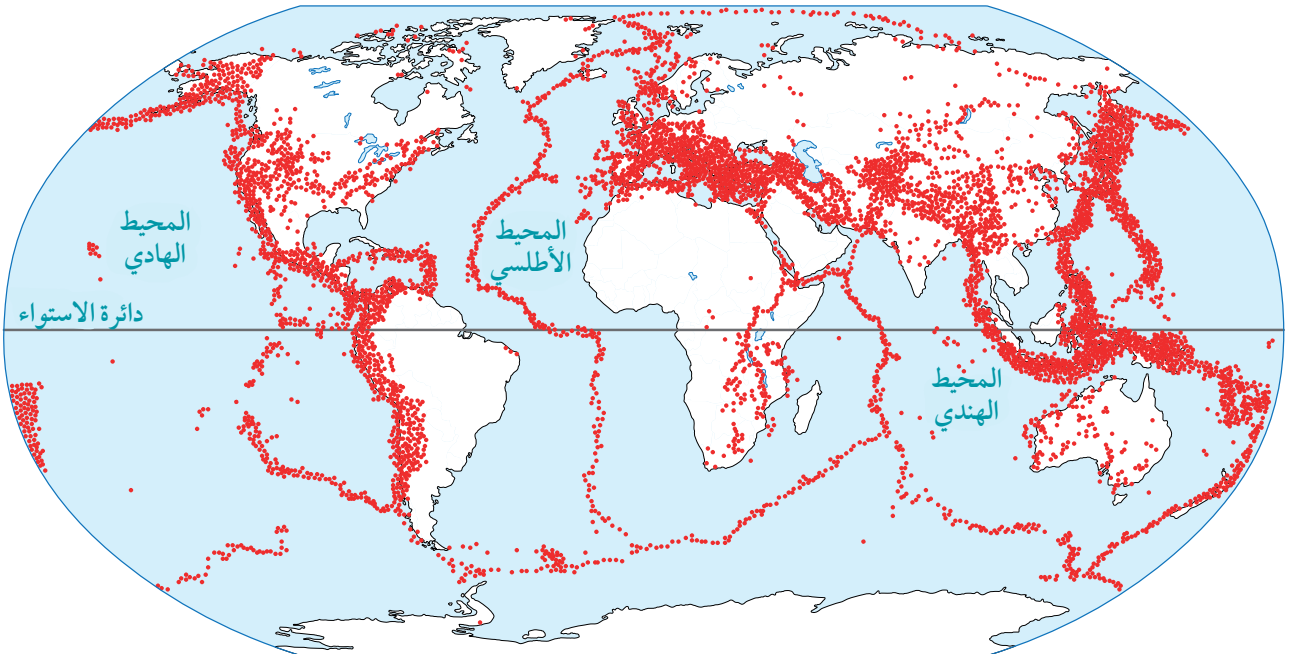 المحيط
الهادي
المحيط
الأطلسي
دائرة الاستواء
المحيط
الهندي